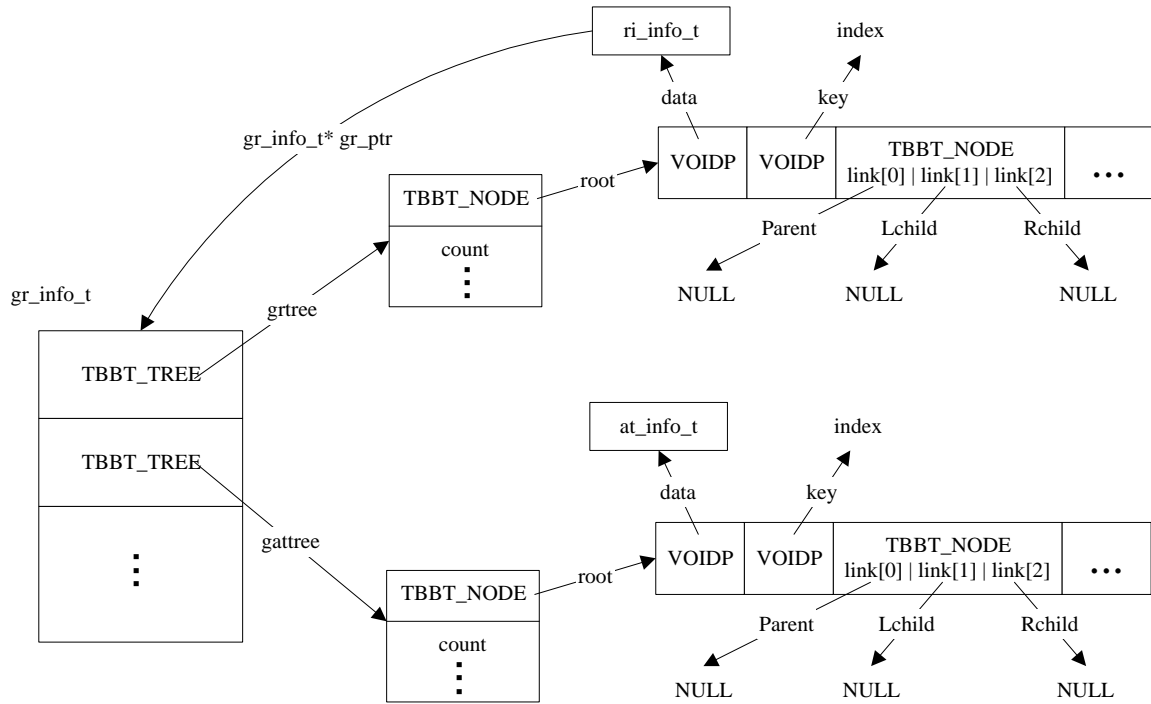 ri_info_t
index
data
key
gr_info_t* gr_ptr
VOIDP
VOIDP
TBBT_NODE
link[0] | link[1] | link[2]
...
root
TBBT_NODE
count
Parent
Lchild
Rchild
NULL
NULL
NULL
gr_info_t
grtree
TBBT_TREE
TBBT_TREE
at_info_t
index
data
key
gattree
VOIDP
VOIDP
TBBT_NODE
link[0] | link[1] | link[2]
...
root
TBBT_NODE
count
Parent
Lchild
Rchild
NULL
NULL
NULL